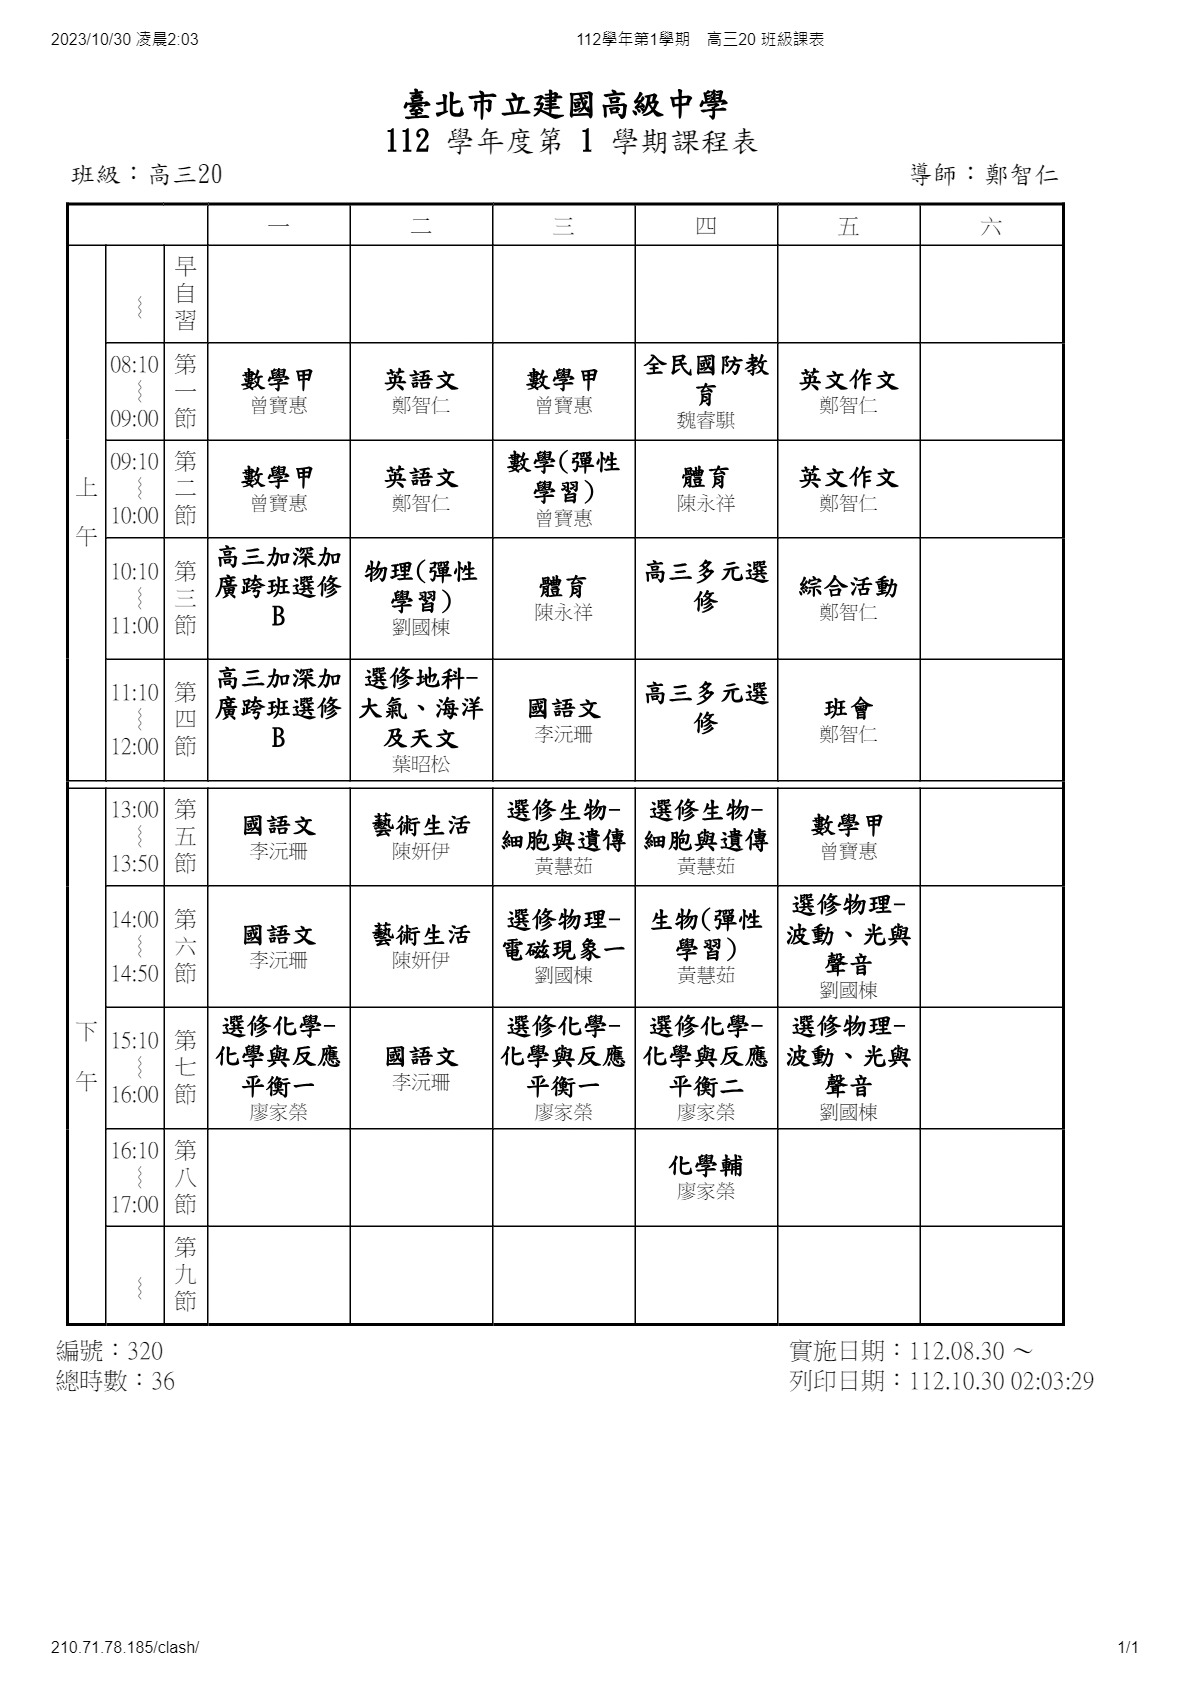 2023/10/30 凌晨2:03
112學年第1學期 高三20 班級課表
臺北市立建國高級中學
112 學年度第 1 學期課程表
班級：高三20
導師：鄭智仁
一 二 三 四 五 六
上午
～
早自習
08:10
～
09:00
第一節
數學甲
曾寶惠
英語文
鄭智仁
數學甲
曾寶惠
全民國防教
育
魏睿騏
英文作文
鄭智仁
09:10
～
10:00
第二節
數學甲
曾寶惠
英語文
鄭智仁
數學(彈性
學習)
曾寶惠
體育
陳永祥
英文作文
鄭智仁
10:10
～
11:00
第三節
高三加深加
廣跨班選修
B
物理(彈性
學習)
劉國棟
體育
陳永祥
高三多元選
修
綜合活動
鄭智仁
11:10
～
12:00
第四節
高三加深加
廣跨班選修
B
選修地科-
大氣、海洋
及天文
葉昭松
國語文
李沅珊
高三多元選
修
班會
鄭智仁
下午
13:00
～
13:50
第五節
國語文
李沅珊
藝術生活
陳妍伊
選修生物-
細胞與遺傳
黃慧茹
選修生物-
細胞與遺傳
黃慧茹
數學甲
曾寶惠
14:00
～
14:50
第六節
國語文
李沅珊
藝術生活
陳妍伊
選修物理-
電磁現象一
劉國棟
生物(彈性
學習)
黃慧茹
選修物理-
波動、光與
聲音
劉國棟
15:10
～
16:00
第七節
選修化學-
化學與反應
平衡一
廖家榮
國語文
李沅珊
選修化學-
化學與反應
平衡一
廖家榮
選修化學-
化學與反應
平衡二
廖家榮
選修物理-
波動、光與
聲音
劉國棟
16:10
～
17:00
第八節
化學輔
廖家榮
～
第九節
編號：320
總時數：36
實施日期：112.08.30 ～
列印日期：112.10.30 02:03:29
210.71.78.185/clash/
1/1